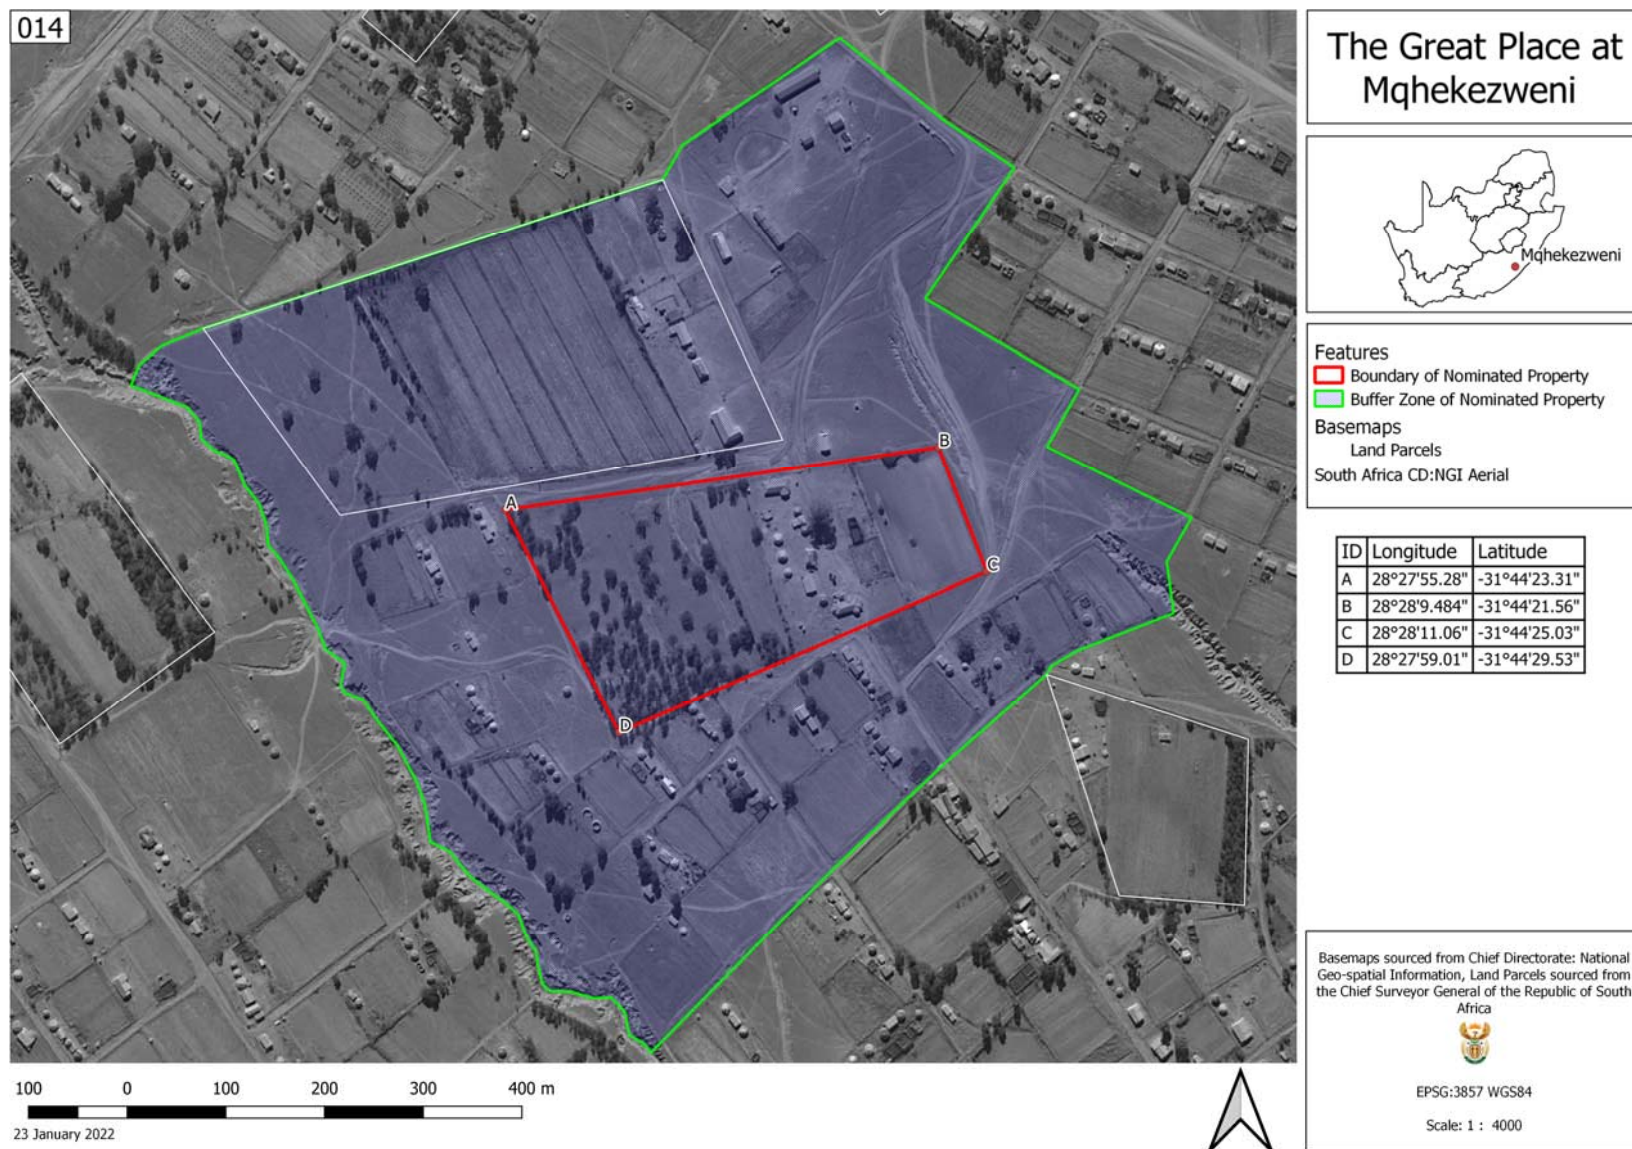 014
The Great Place at
Mqhekezweni
Mqhekezweni
Features
Boundary of Nominated Property
Buffer Zone of Nominated Property
Basemaps
Land Parcels
South Africa CD:NGI Aerial
A
B
C
D
ID Longitude Latitude
A 28°27'55.28" -31°44'23.31"
B 28°28'9.484" -31°44'21.56"
C 28°28'11.06" -31°44'25.03"
D 28°27'59.01" -31°44'29.53"
Basemaps sourced from Chief Directorate: National
Geo-spatial Information, Land Parcels sourced from
the Chief Surveyor General of the Republic of South
Africa
EPSG:3857 WGS84
Scale: 1 : 4000
100 0 100 200 300 400 m
23 January 2022